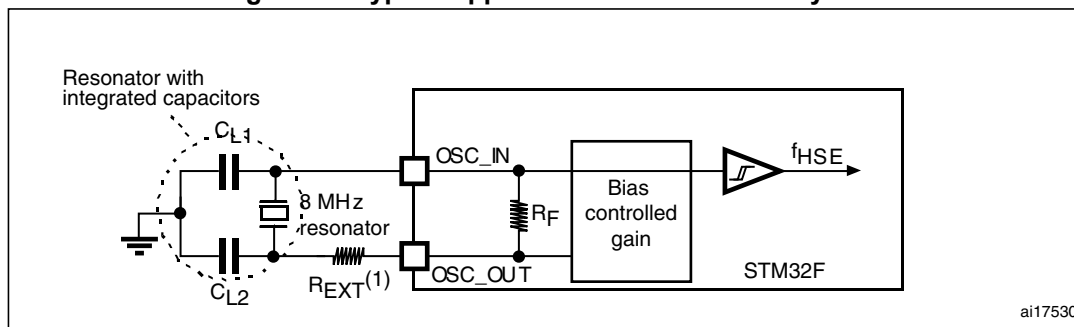 Resonator with
integrated capacitors
CL1
OSC_IN
fHSE
8 MHz
resonator
RF
Bias
controlled
gain
OSC_OUT
STM32F
REXT(1)
CL2
ai17530